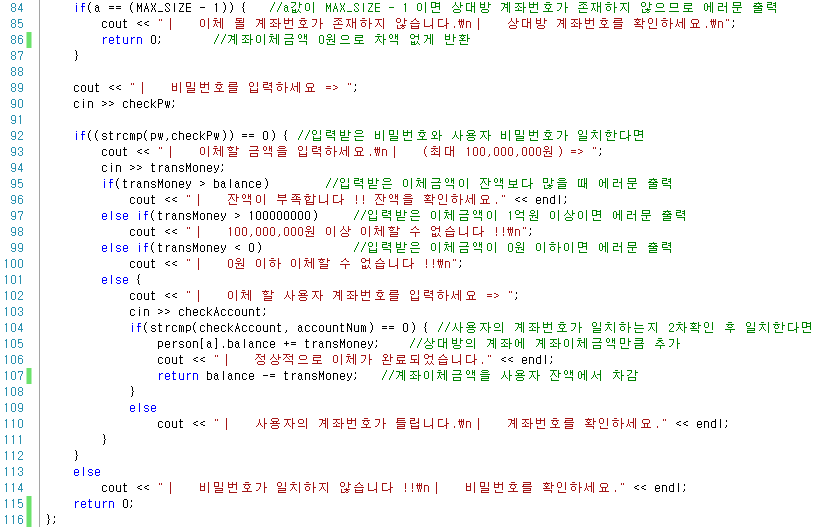 84 if(a == (MAX_SIZE - 1)) { //a값이 MAX_SIZE - 1 이면 상대방 계좌번호가 존재하지 않으므로 에러문 출력
85 cout << "|   이체 될 계좌번호가 존재하지 않습니다.₩n|   상대방 계좌번호를 확인하세요.₩n";
86 return 0; //계좌이체금액 0원으로 차액 없게 반환
87 }
88
89 cout << "|   비밀번호를 입력하세요 => ";
90 cin >> checkPw;
91
92 if((strcmp(pw,checkPw)) == 0) { //입력받은 비밀번호와 사용자 비밀번호가 일치한다면
93 cout << "|   이체할 금액을 입력하세요.₩n|   (최대 100,000,000원) => ";
94 cin >> transMoney;
95 if(transMoney > balance) //입력받은 이체금액이 잔액보다 많을 때 에러문 출력
96 cout << "|   잔액이 부족합니다 !! 잔액을 확인하세요." << endl;
97 else if(transMoney > 100000000) //입력받은 이체금액이 1억원 이상이면 에러문 출력
98 cout << "|   100,000,000원 이상 이체할 수 없습니다 !!₩n";
99 else if(transMoney < 0) //입력받은 이체금액이 0원 이하이면 에러문 출력
100 cout << "|   0원 이하 이체할 수 없습니다 !!₩n";
101 else {
102 cout << "|   이체 할 사용자 계좌번호를 입력하세요 => ";
103 cin >> checkAccount;
104 if(strcmp(checkAccount, accountNum) == 0) { //사용자의 계좌번호가 일치하는지 2차확인 후 일치한다면
105 person[a].balance += transMoney; //상대방의 계좌에 계좌이체금액만큼 추가
106 cout << "|   정상적으로 이체가 완료되었습니다." << endl;
107 return balance -= transMoney; //계좌이체금액을 사용자 잔액에서 차감
108 }
109 else
110 cout << "|   사용자의 계좌번호가 틀립니다.₩n|   계좌번호를 확인하세요." << endl;
111 }
112 }
113 else
114 cout << "|   비밀번호가 일치하지 않습니다 !!₩n|   비밀번호를 확인하세요." << endl;
115 return 0;
116 };